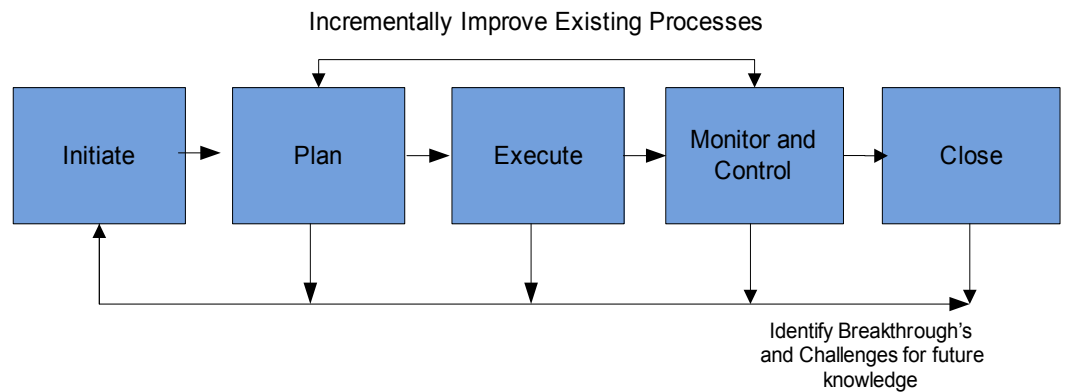 Incrementally Improve Existing Processes
Initiate
Plan
Execute
Monitor and
Control
Close
Identify Breakthrough's
and Challenges for future
knowledge